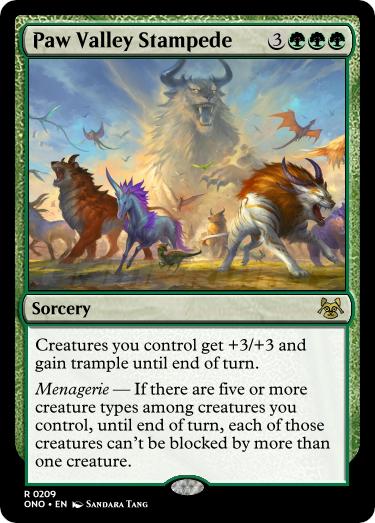 Paw Valley Stampede 3
Sorcery
Creatures you control get +3/+3 and
gain trample until end of turn.
Menagerie — If there are five or more
creature types among creatures you
control, until end of turn, each of those
creatures can't be blocked by more than
one creature.
R 0209
ONO • EN Sandara Tang